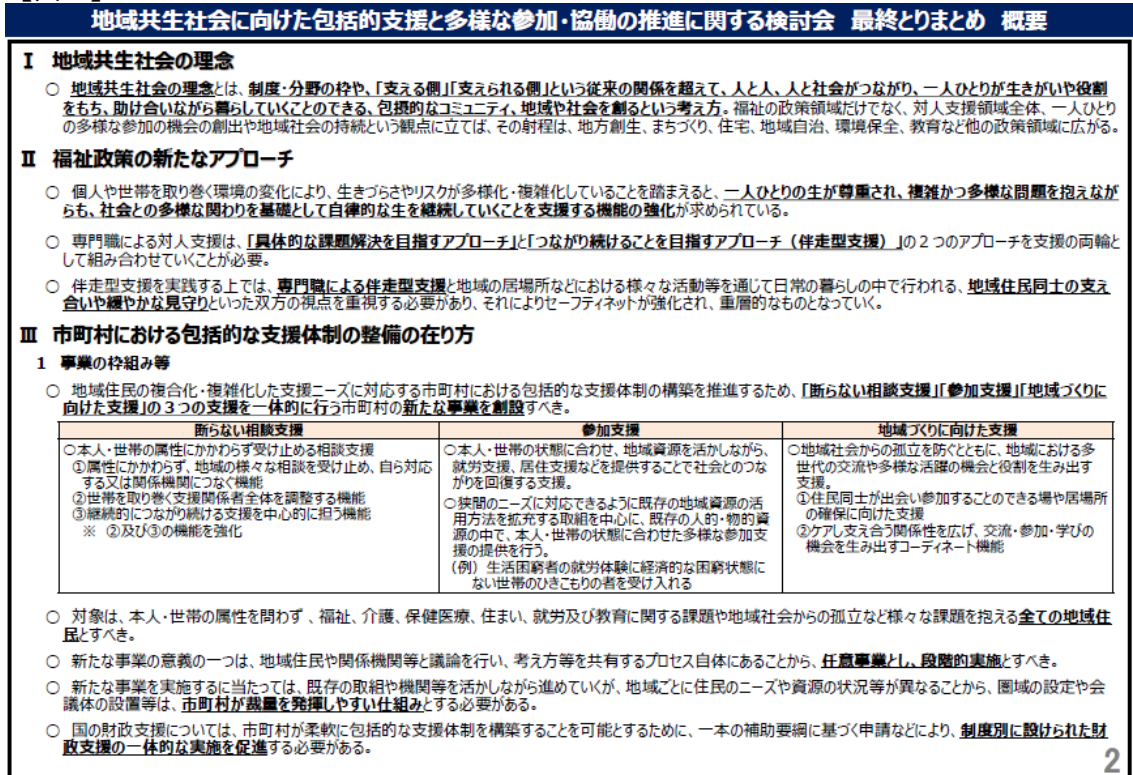 地域共生社会に向けた包括的支援と多様な参加・協働の推進に関する検討会　最終とりまとめ　概要
Ⅰ　地域共生社会の理念
○　地域共生社会の理念とは、制度・分野の枠や、「支える側」「支えられる側」という従来の関係を超えて、人と人、人と社会がつながり、一人ひとりが生きがいや役割
をもち、助け合いながら暮らしていくことのできる、包摂的なコミュニティ、地域や社会を創るという考え方。福祉の政策領域だけでなく、対人支援領域全体、一人ひとり
の多様な参加の機会の創出や地域社会の持続という観点に立てば、その射程は、地方創生、まちづくり、住宅、地域自治、環境保全、教育など他の政策領域に広がる。
Ⅱ　福祉政策の新たなアプローチ
○　個人や世帯を取り巻く環境の変化により、生きづらさやリスクが多様化・複雑化していることを踏まえると、一人ひとりの生が尊重され、複雑かつ多様な問題を抱えなが
らも、社会との多様な関わりを基礎として自律的な生を継続していくことを支援する機能の強化が求められている。
○　専門職による対人支援は、「具体的な課題解決を目指すアプローチ」と「つながり続けることを目指すアプローチ（伴走型支援）」の２つのアプローチを支援の両輪と
して組み合わせていくことが必要。
○　伴走型支援を実践する上では、専門職による伴走型支援と地域の居場所などにおける様々な活動等を通じて日常の暮らしの中で行われる、地域住民同士の支え
合いや緩やかな見守りといった双方の視点を重視する必要があり、それによりセーフティネットが強化され、重層的なものとなっていく。
Ⅲ　市町村における包括的な支援体制の整備の在り方
1　事業の枠組み等
○　地域住民の複合化・複雑化した支援ニーズに対応する市町村における包括的な支援体制の構築を推進するため、「断らない相談支援」「参加支援」「地域づくりに
向けた支援」の３つの支援を一体的に行う市町村の新たな事業を創設すべき。
断らない相談支援
○本人・世帯の属性にかかわらず受け止める相談支援
①属性にかかわらず、地域の様々な相談を受け止め、自ら対応
する又は関係機関につなぐ機能
②世帯を取り巻く支援関係者全体を調整する機能
③継続的につながり続ける支援を中心的に担う機能
※　②及び③の機能を強化
参加支援
○本人・世帯の状態に合わせ、地域資源を活かしながら、
就労支援、居住支援などを提供することで社会とのつな
がりを回復する支援。
○狭間のニーズに対応できるように既存の地域資源の活
用方法を拡充する取組を中心に、既存の人的・物的資
源の中で、本人・世帯の状態に合わせた多様な参加支
援の提供を行う。
（例）生活困窮者の就労体験に経済的な困窮状態に
ない世帯のひきこもりの者を受け入れる
地域づくりに向けた支援
○地域社会からの孤立を防ぐとともに、地域における多
世代の交流や多様な活躍の機会と役割を生み出す
支援。
①住民同士が出会い参加することのできる場や居場所
の確保に向けた支援
②ケアし支え合う関係性を広げ、交流・参加・学びの
機会を生み出すコーディネート機能
○　対象は、本人・世帯の属性を問わず、福祉、介護、保健医療、住まい、就労及び教育に関する課題や地域社会からの孤立など様々な課題を抱える全ての地域住
民とすべき。
○　新たな事業の意義の一つは、地域住民や関係機関等と議論を行い、考え方等を共有するプロセス自体にあることから、任意事業とし、段階的実施とすべき。
○　新たな事業を実施するに当たっては、既存の取組や機関等を活かしながら進めていくが、地域ごとに住民のニーズや資源の状況等が異なることから、圏域の設定や会
議体の設置等は、市町村が裁量を発揮しやすい仕組みとする必要がある。
○　国の財政支援については、市町村が柔軟に包括的な支援体制を構築することを可能とするために、一本の補助要綱に基づく申請などにより、制度別に設けられた財
政支援の一体的な実施を促進する必要がある。
2